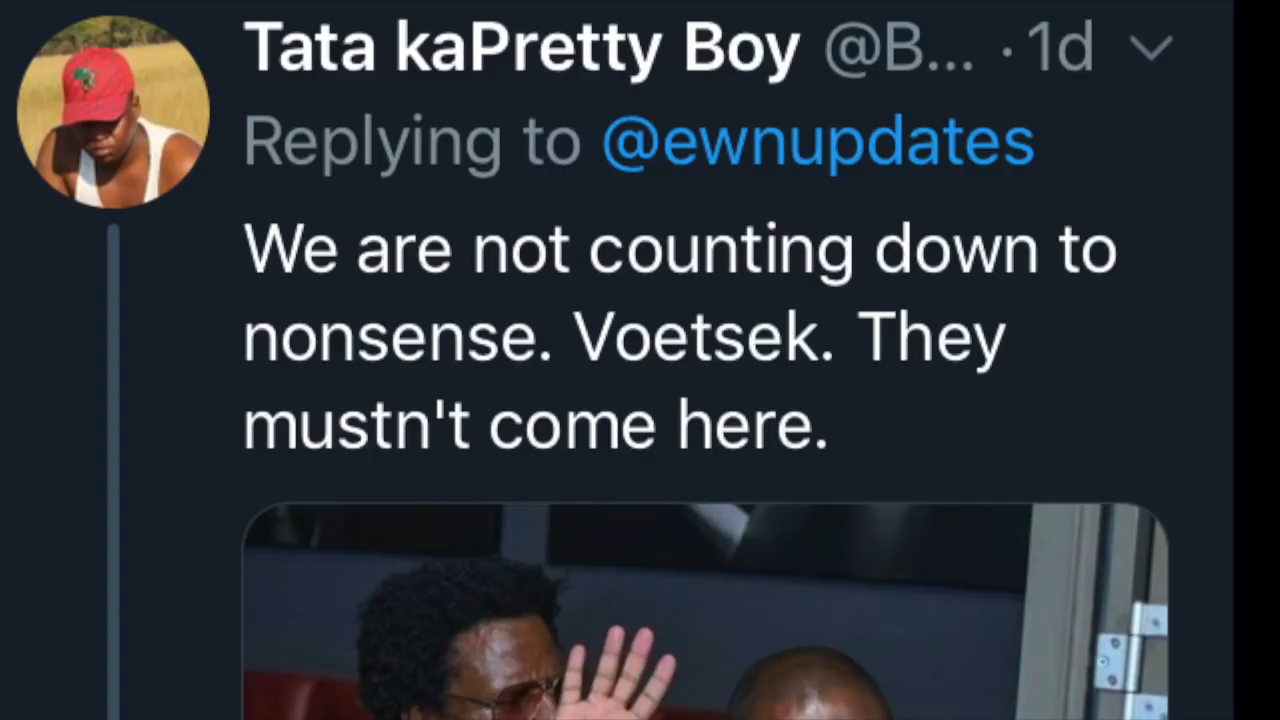 Tata kaPretty Boy @B... · 1d
Replying to @ewnupdates
We are not counting down to
nonsense. Voetsek. They
mustn't come here.